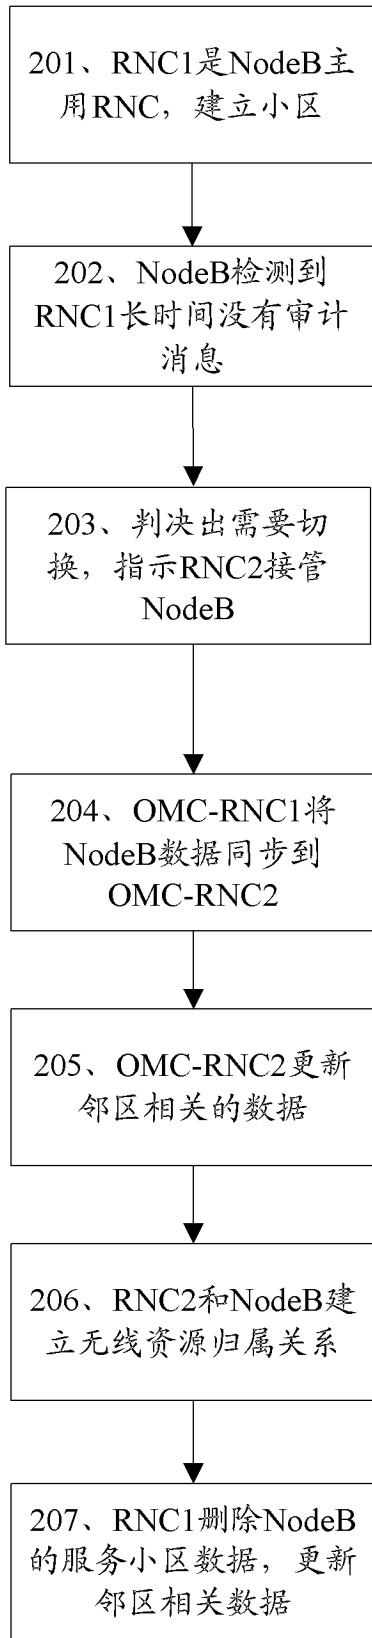 201、RNC1是NodeB主
用RNC，建立小区
202、NodeB检测到
RNC1长时间没有审计
消息
203、判决出需要切
换，指示RNC2接管
NodeB
204、OMC-RNC1将
NodeB数据同步到
OMC-RNC2
205、OMC-RNC2更新
邻区相关的数据
206、RNC2和NodeB建
立无线资源归属关系
207、RNC1删除NodeB
的服务小区数据，更新
邻区相关数据